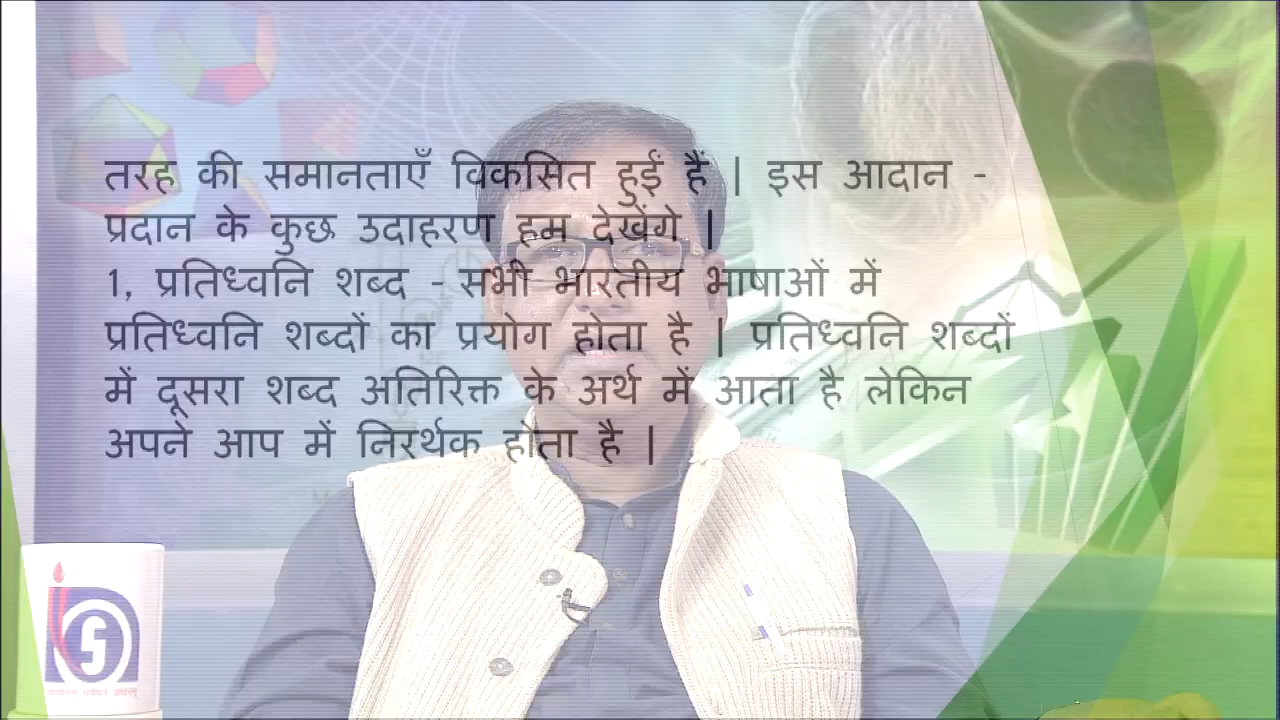 तरह की समानताएँ विकसित हुईं हैं | इस आदान -
प्रदान के कुछ उदाहरण हम देखेंगे |
1, प्रतिध्वनि शब्द - सभी भारतीय भाषाओं में
प्रतिध्वनि शब्दों का प्रयोग होता है | प्रतिध्वनि शब्दों
में दूसरा शब्द अतिरिक्त के अर्थ में आता है लेकिन
अपने आप में निरर्थक होता है |